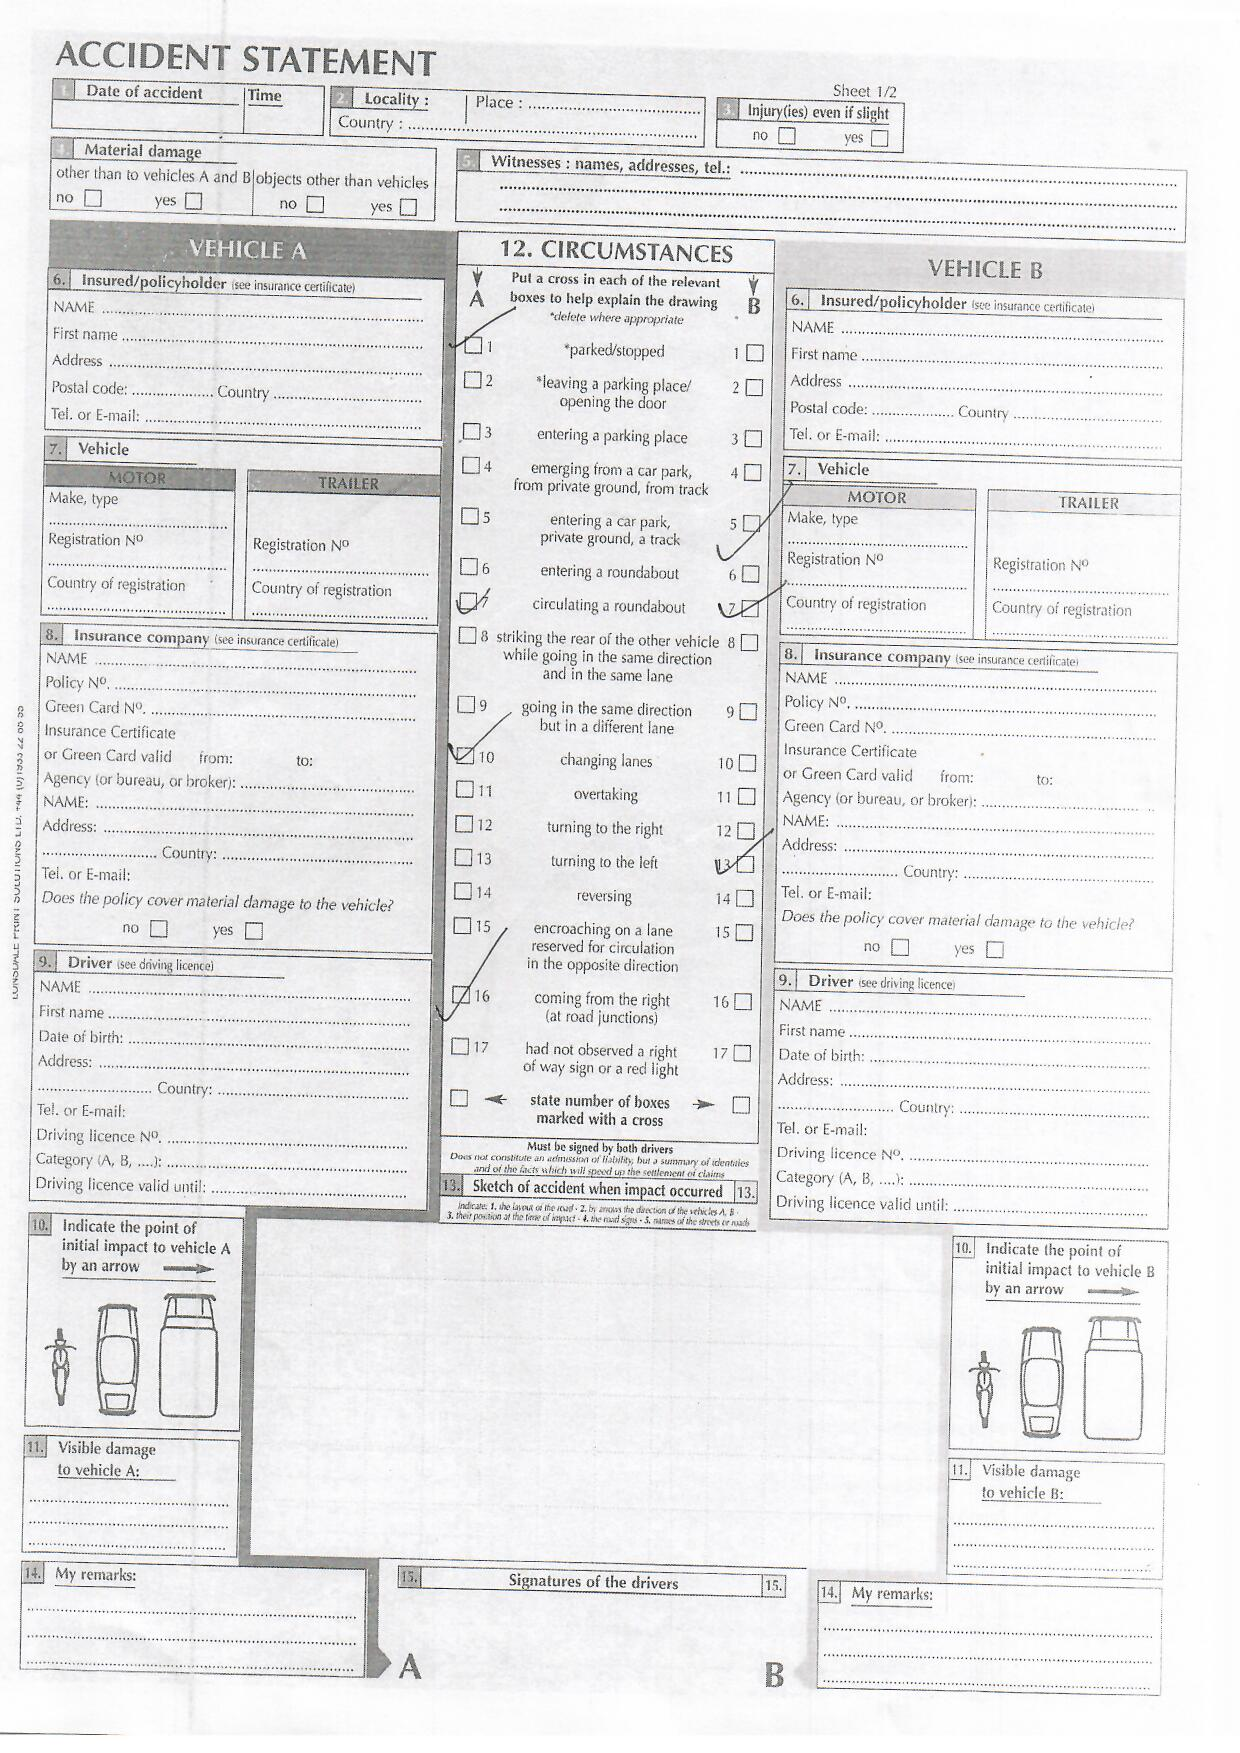 ACCIDENT STATEMENT
Sheet 1/2
1. Date of accident Time
2. Locality : Place : ....................
Country : ....................
3. Injury(ies) even if slight
no yes
4. Material damage
other than to vehicles A and B objects other than vehicles
no yes no yes
5. Witnesses : names, addresses, tel.: ....................
VEHICLE A
6. Insured/policyholder (see insurance certificate)
NAME ....................
First name ....................
Address ....................
Postal code: .................... Country ....................
Tel. or E-mail: ....................
7. Vehicle
MOTOR TRAILER
Make, type
Registration Nº Registration Nº
Country of registration Country of registration
8. Insurance company (see insurance certificate)
NAME ....................
Policy Nº. ....................
Green Card Nº. ....................
Insurance Certificate
or Green Card valid from: to:
Agency (or bureau, or broker): ....................
NAME: ....................
Address: ....................
.................... Country: ....................
Tel. or E-mail:
Does the policy cover material damage to the vehicle?
no yes
9. Driver (see driving licence)
NAME ....................
First name ....................
Date of birth: ....................
Address: ....................
.................... Country: ....................
Tel. or E-mail:
Driving licence Nº. ....................
Category (A, B, ....): ....................
Driving licence valid until: ....................
10. Indicate the point of
initial impact to vehicle A
by an arrow
11. Visible damage
to vehicle A:
14. My remarks:
12. CIRCUMSTANCES
Put a cross in each of the relevant
A boxes to help explain the drawing B
*delete where appropriate
1 *parked/stopped 1
2 *leaving a parking place/ 2
opening the door
3 entering a parking place 3
4 emerging from a car park, 4
from private ground, from track
5 entering a car park, 5
private ground, a track
6 entering a roundabout 6
7 circulating a roundabout 7
8 striking the rear of the other vehicle 8
while going in the same direction
and in the same lane
9 going in the same direction 9
but in a different lane
10 changing lanes 10
11 overtaking 11
12 turning to the right 12
13 turning to the left 13
14 reversing 14
15 encroaching on a lane 15
reserved for circulation
in the opposite direction
16 coming from the right 16
(at road junctions)
17 had not observed a right 17
of way sign or a red light
state number of boxes
marked with a cross
Must be signed by both drivers
Does not constitute an admission of liability, but a summary of identities
and of the facts which will speed up the settlement of claims
13. Sketch of accident when impact occurred 13.
Indicate: 1. the layout of the road - 2. by arrows the direction of the vehicles A, B -
3. their position at the time of impact - 4. the road signs - 5. names of the streets or roads
15. Signatures of the drivers 15.
A B
VEHICLE B
6. Insured/policyholder (see insurance certificate)
NAME ....................
First name ....................
Address ....................
Postal code: .................... Country ....................
Tel. or E-mail: ....................
7. Vehicle
MOTOR TRAILER
Make, type
Registration Nº Registration Nº
Country of registration Country of registration
8. Insurance company (see insurance certificate)
NAME ....................
Policy Nº. ....................
Green Card Nº. ....................
Insurance Certificate
or Green Card valid from: to:
Agency (or bureau, or broker): ....................
NAME: ....................
Address: ....................
.................... Country: ....................
Tel. or E-mail:
Does the policy cover material damage to the vehicle?
no yes
9. Driver (see driving licence)
NAME ....................
First name ....................
Date of birth: ....................
Address: ....................
.................... Country: ....................
Tel. or E-mail:
Driving licence Nº. ....................
Category (A, B, ....): ....................
Driving licence valid until: ....................
10. Indicate the point of
initial impact to vehicle B
by an arrow
11. Visible damage
to vehicle B:
14. My remarks: